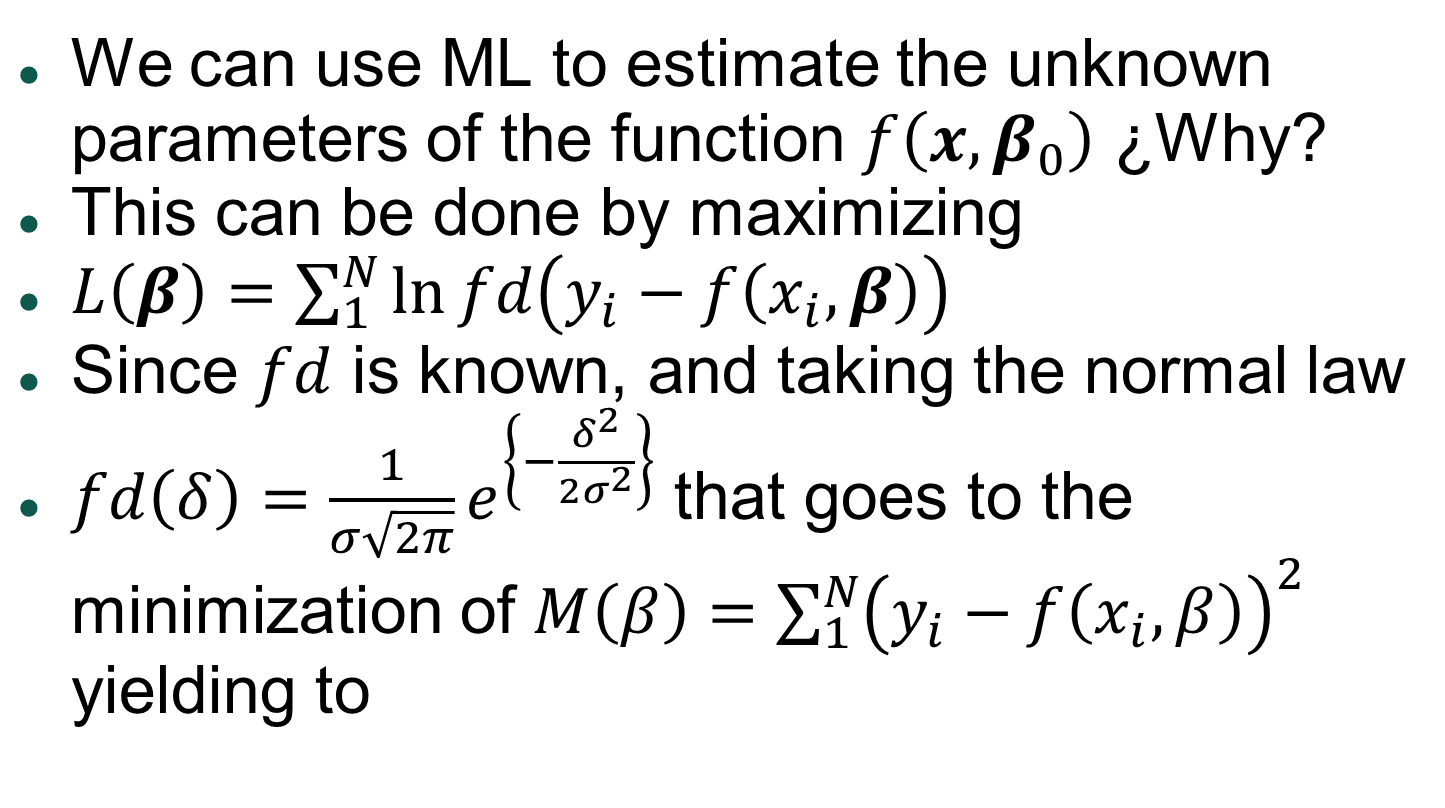 • We can use ML to estimate the unknown
parameters of the function 𝑓(𝒙, 𝜷₀) ¿Why?
• This can be done by maximizing
• 𝐿(𝜷) = ∑₁ᴺ ln 𝑓𝑑(𝑦ᵢ − 𝑓(𝑥ᵢ, 𝜷))
• Since 𝑓𝑑 is known, and taking the normal law
• 𝑓𝑑(𝛿) = \frac{1}{𝜎√2𝜋} 𝑒^{\{−\frac{𝛿²}{2𝜎²}\}} that goes to the
minimization of 𝑀(𝛽) = ∑₁ᴺ(𝑦ᵢ − 𝑓(𝑥ᵢ, 𝛽))²
yielding to